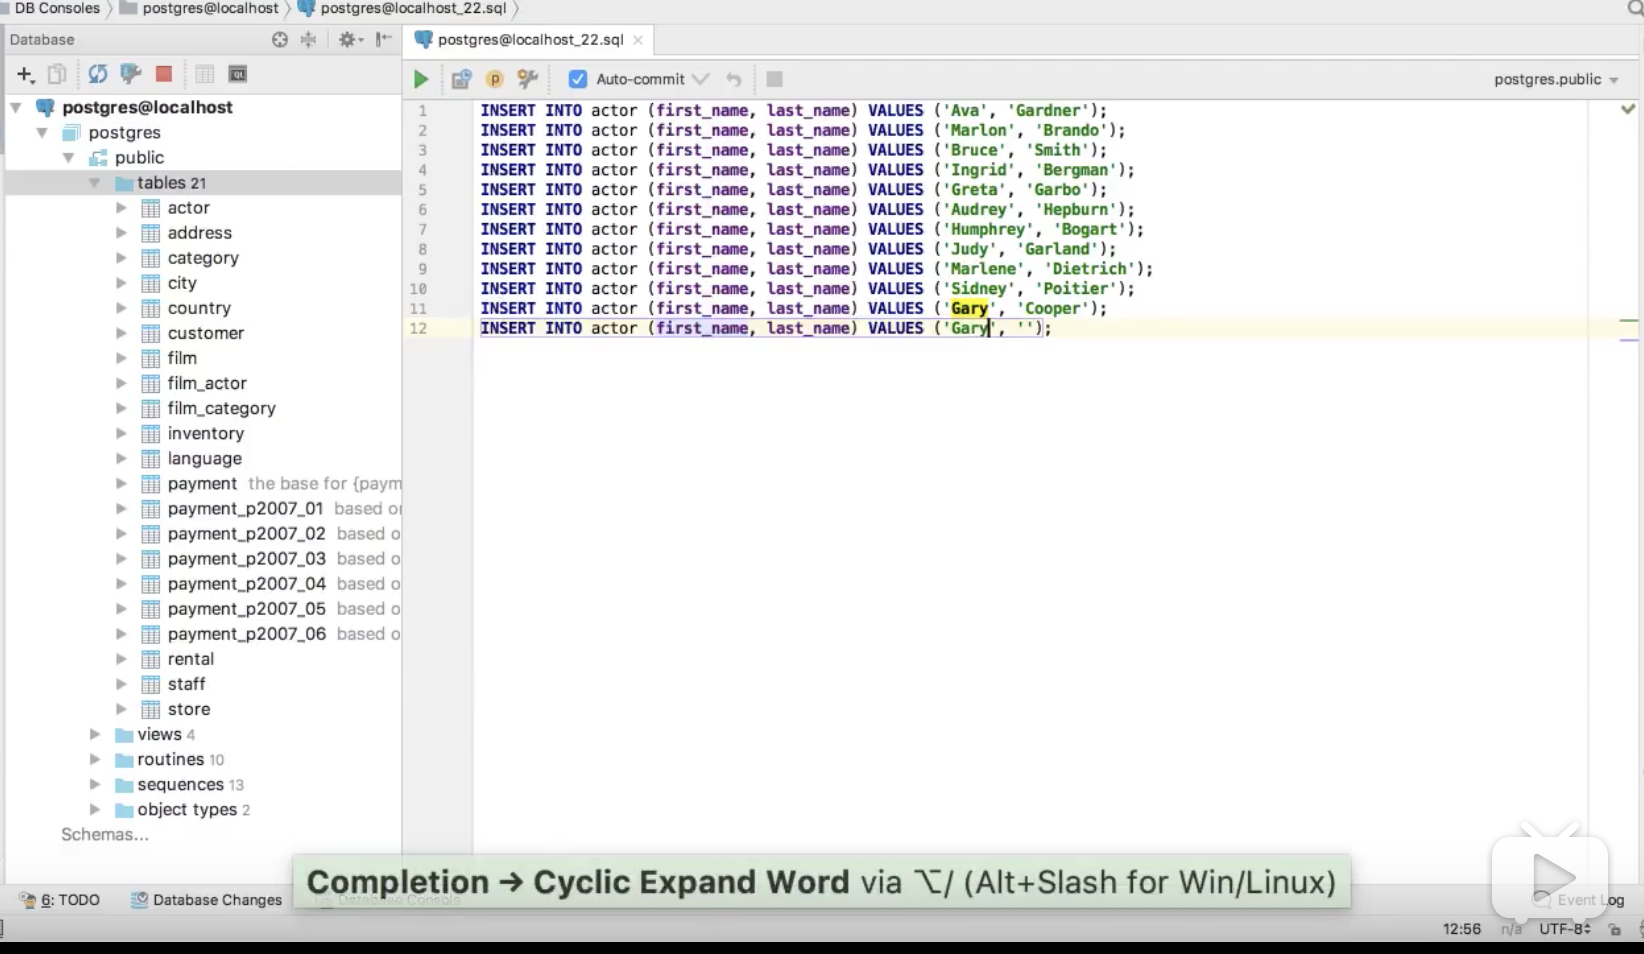 DB Consoles postgres@localhost postgres@localhost_22.sql
Database
postgres@localhost_22.sql
Auto-commit
postgres.public
postgres@localhost
postgres
public
tables 21
actor
address
category
city
country
customer
film
film_actor
film_category
inventory
language
payment the base for {paym
payment_p2007_01 based o
payment_p2007_02 based o
payment_p2007_03 based o
payment_p2007_04 based o
payment_p2007_05 based o
payment_p2007_06 based o
rental
staff
store
views 4
routines 10
sequences 13
object types 2
Schemas...
1 INSERT INTO actor (first_name, last_name) VALUES ('Ava', 'Gardner');
2 INSERT INTO actor (first_name, last_name) VALUES ('Marlon', 'Brando');
3 INSERT INTO actor (first_name, last_name) VALUES ('Bruce', 'Smith');
4 INSERT INTO actor (first_name, last_name) VALUES ('Ingrid', 'Bergman');
5 INSERT INTO actor (first_name, last_name) VALUES ('Greta', 'Garbo');
6 INSERT INTO actor (first_name, last_name) VALUES ('Audrey', 'Hepburn');
7 INSERT INTO actor (first_name, last_name) VALUES ('Humphrey', 'Bogart');
8 INSERT INTO actor (first_name, last_name) VALUES ('Judy', 'Garland');
9 INSERT INTO actor (first_name, last_name) VALUES ('Marlene', 'Dietrich');
10 INSERT INTO actor (first_name, last_name) VALUES ('Sidney', 'Poitier');
11 INSERT INTO actor (first_name, last_name) VALUES ('Gary', 'Cooper');
12 INSERT INTO actor (first_name, last_name) VALUES ('Gary', '');
Completion → Cyclic Expand Word via ⌥/ (Alt+Slash for Win/Linux)
6: TODO Database Changes Database Console Event Log
12:56 n/a UTF-8